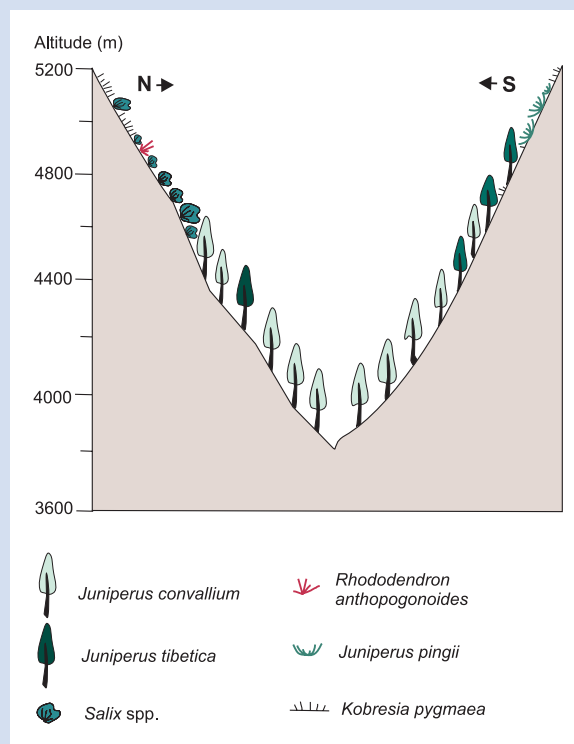 Altitude (m)
5200
N
S
4800
4400
4000
3600
Juniperus convallium
Rhododendron
anthopogonoides
Juniperus tibetica
Juniperus pingii
Salix spp.
Kobresia pygmaea